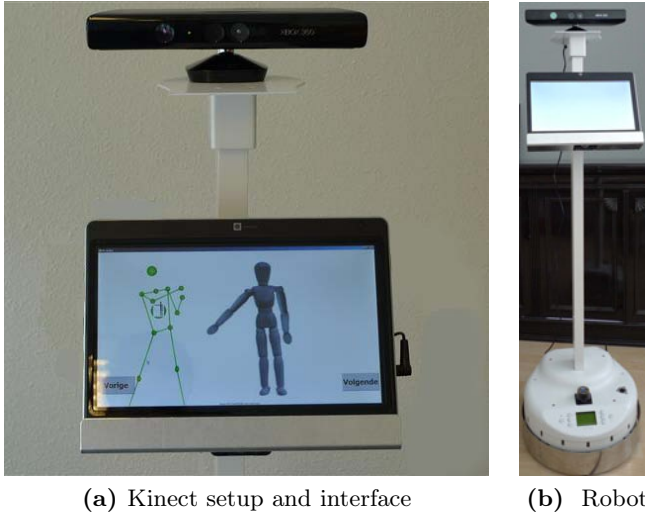 XBOX 360
Vorige
Volgende
(a) Kinect setup and interface
(b) Robot